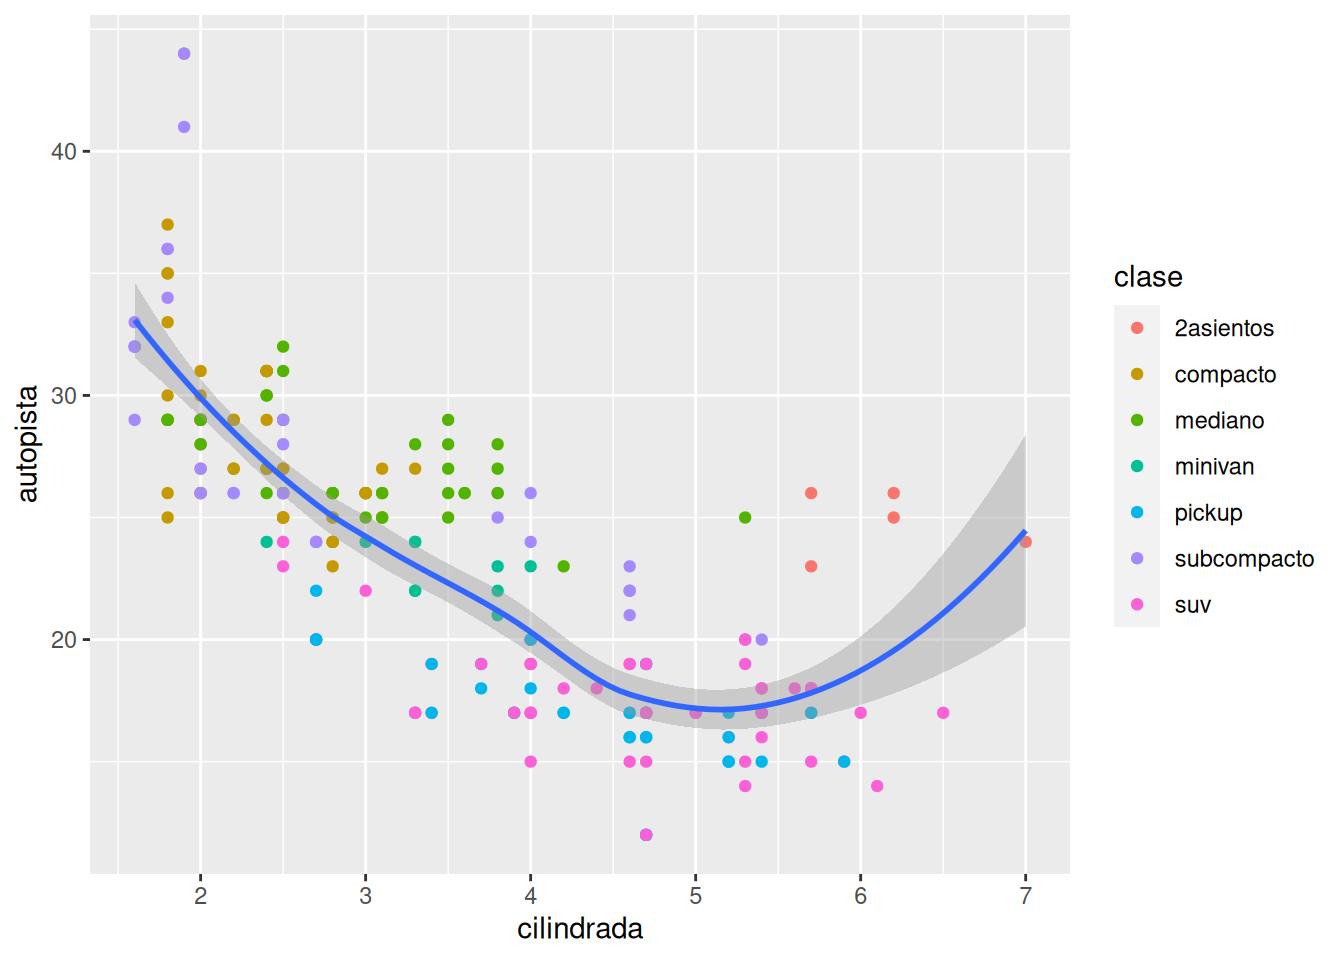 autopista
40
30
20
2 3 4 5 6 7
cilindrada
clase
2asientos
compacto
mediano
minivan
pickup
subcompacto
suv